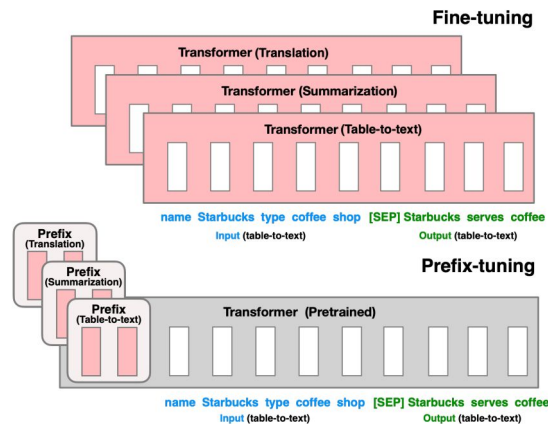 Fine-tuning
Transformer (Translation)
Transformer (Summarization)
Transformer (Table-to-text)
name Starbucks type coffee shop [SEP] Starbucks serves coffee
Input (table-to-text) Output (table-to-text)
Prefix-tuning
Prefix
(Translation)
Prefix
(Summarization)
Prefix
(Table-to-text)
Transformer (Pretrained)
name Starbucks type coffee shop [SEP] Starbucks serves coffee
Input (table-to-text) Output (table-to-text)